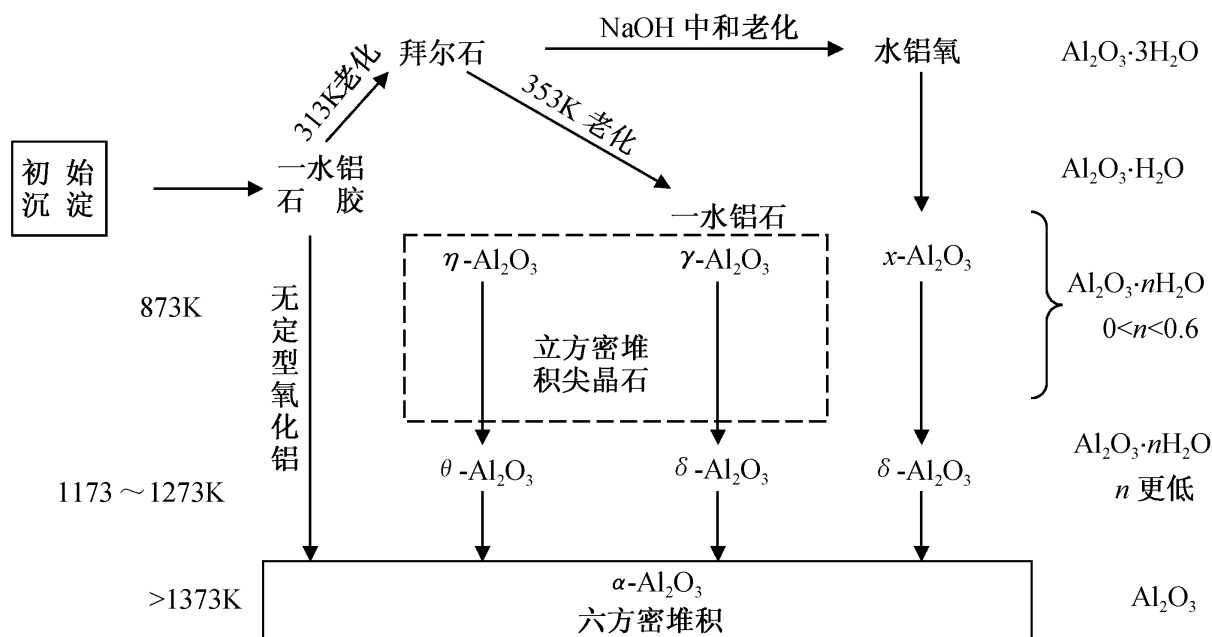 NaOH 中和老化
拜尔石
水铝氧
Al₂O₃·3H₂O
313K老化
353K 老化
初 始
沉 淀
一水铝
石 胶
Al₂O₃·H₂O
一水铝石
η-Al₂O₃
γ-Al₂O₃
x-Al₂O₃
873K
无定型氧化铝
Al₂O₃·nH₂O
0<n<0.6
立方密堆
积尖晶石
1173～1273K
θ-Al₂O₃
δ-Al₂O₃
δ-Al₂O₃
Al₂O₃·nH₂O
n 更低
>1373K
α-Al₂O₃
六方密堆积
Al₂O₃